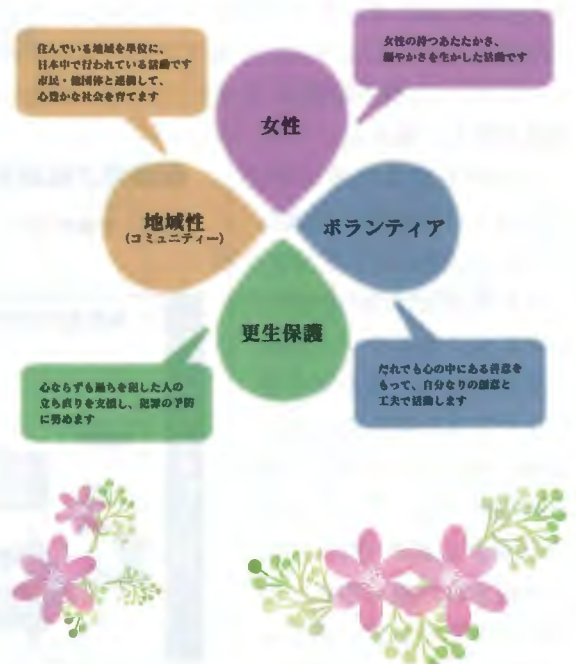 住んでいる地域を単位に、
日本中で行われている活動です
市民・他団体と連携して、
心豊かな社会を育てます
女性の持つあたたかさ、
緩やかさを生かした活動です
女性
地域性
(コミュニティー)
ボランティア
更生保護
心ならずも過ちを犯した人の
立ち直りを支援し、犯罪の予防
に努めます
だれでも心の中にある善意を
もって、自分なりの創意と
工夫で活動します